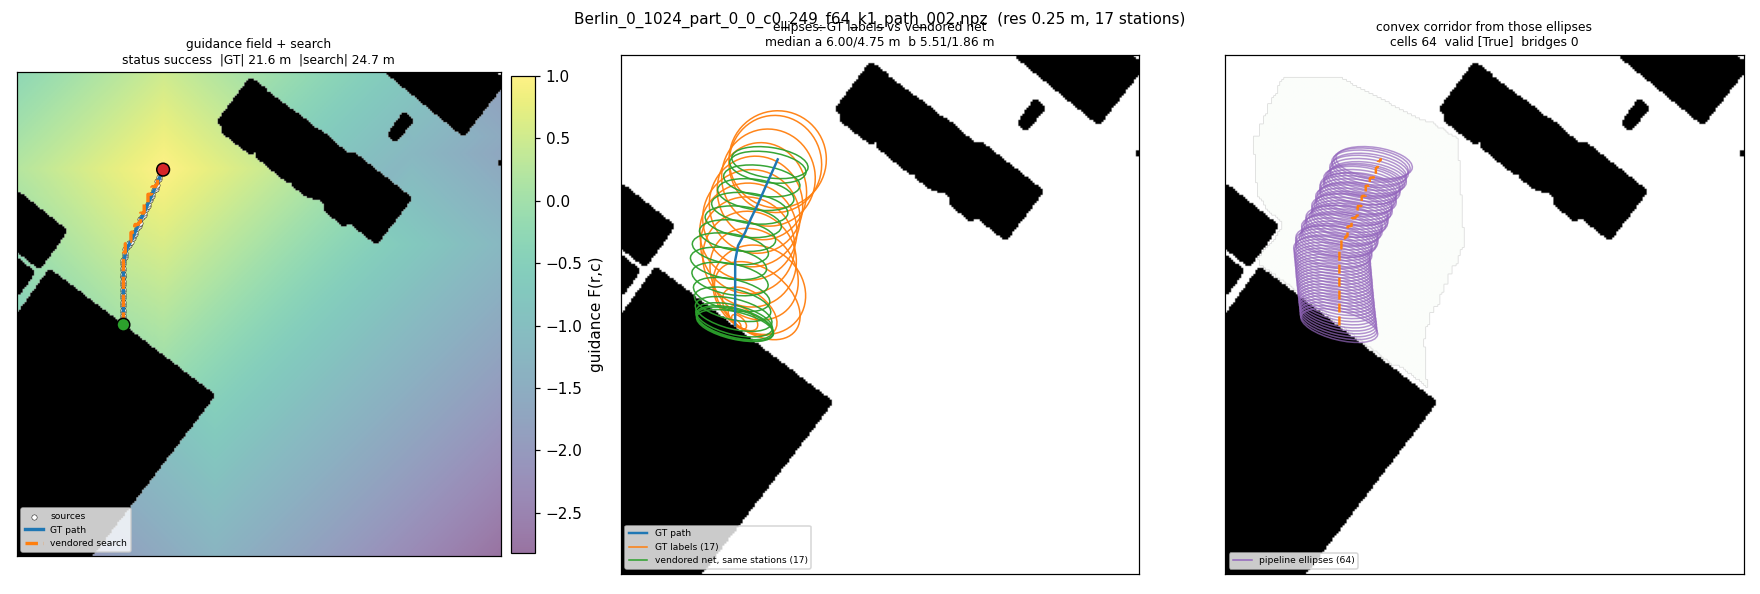 Berlin_0_1024_part_0_0_c0_249_f64_k1_path_002.npz  (res 0.25 m, 17 stations)
guidance field + search
status success  |GT| 21.6 m  |search| 24.7 m
1.0
0.5
0.0
−0.5
−1.0
−1.5
−2.0
−2.5
guidance F(r,c)
sources
GT path
vendored search
ellipses: GT labels vs vendored net
median a 6.00/4.75 m  b 5.51/1.86 m
GT path
GT labels (17)
vendored net, same stations (17)
convex corridor from those ellipses
cells 64  valid [True]  bridges 0
pipeline ellipses (64)